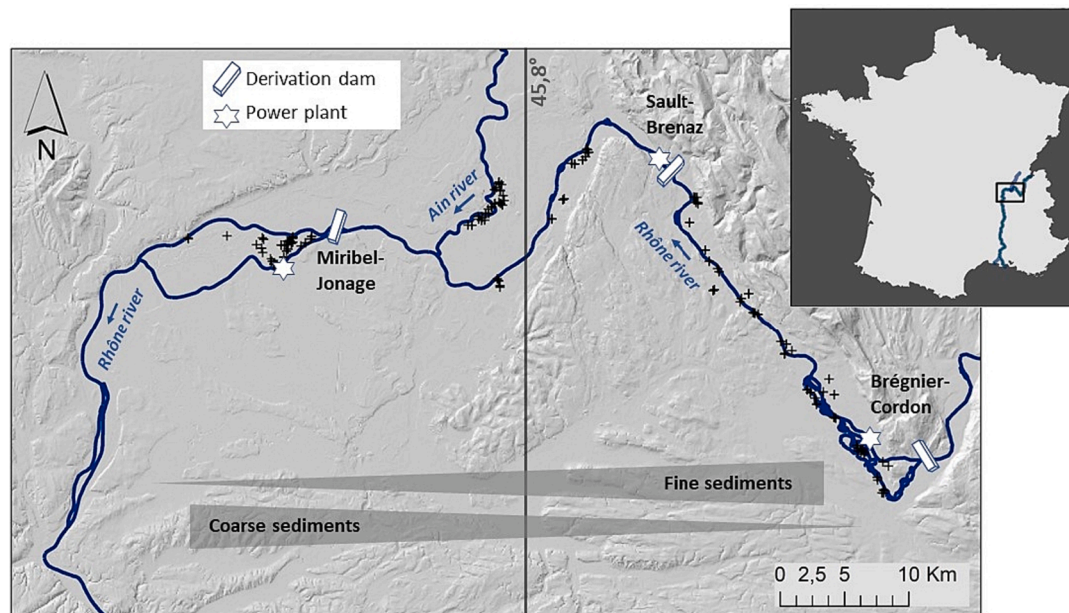 Derivation dam
Power plant
N
45,8°
Sault-
Brenaz
Ain river
Rhône river
Miribel-
Jonage
Rhône river
Brégnier-
Cordon
Fine sediments
Coarse sediments
0 2,5 5 10 Km